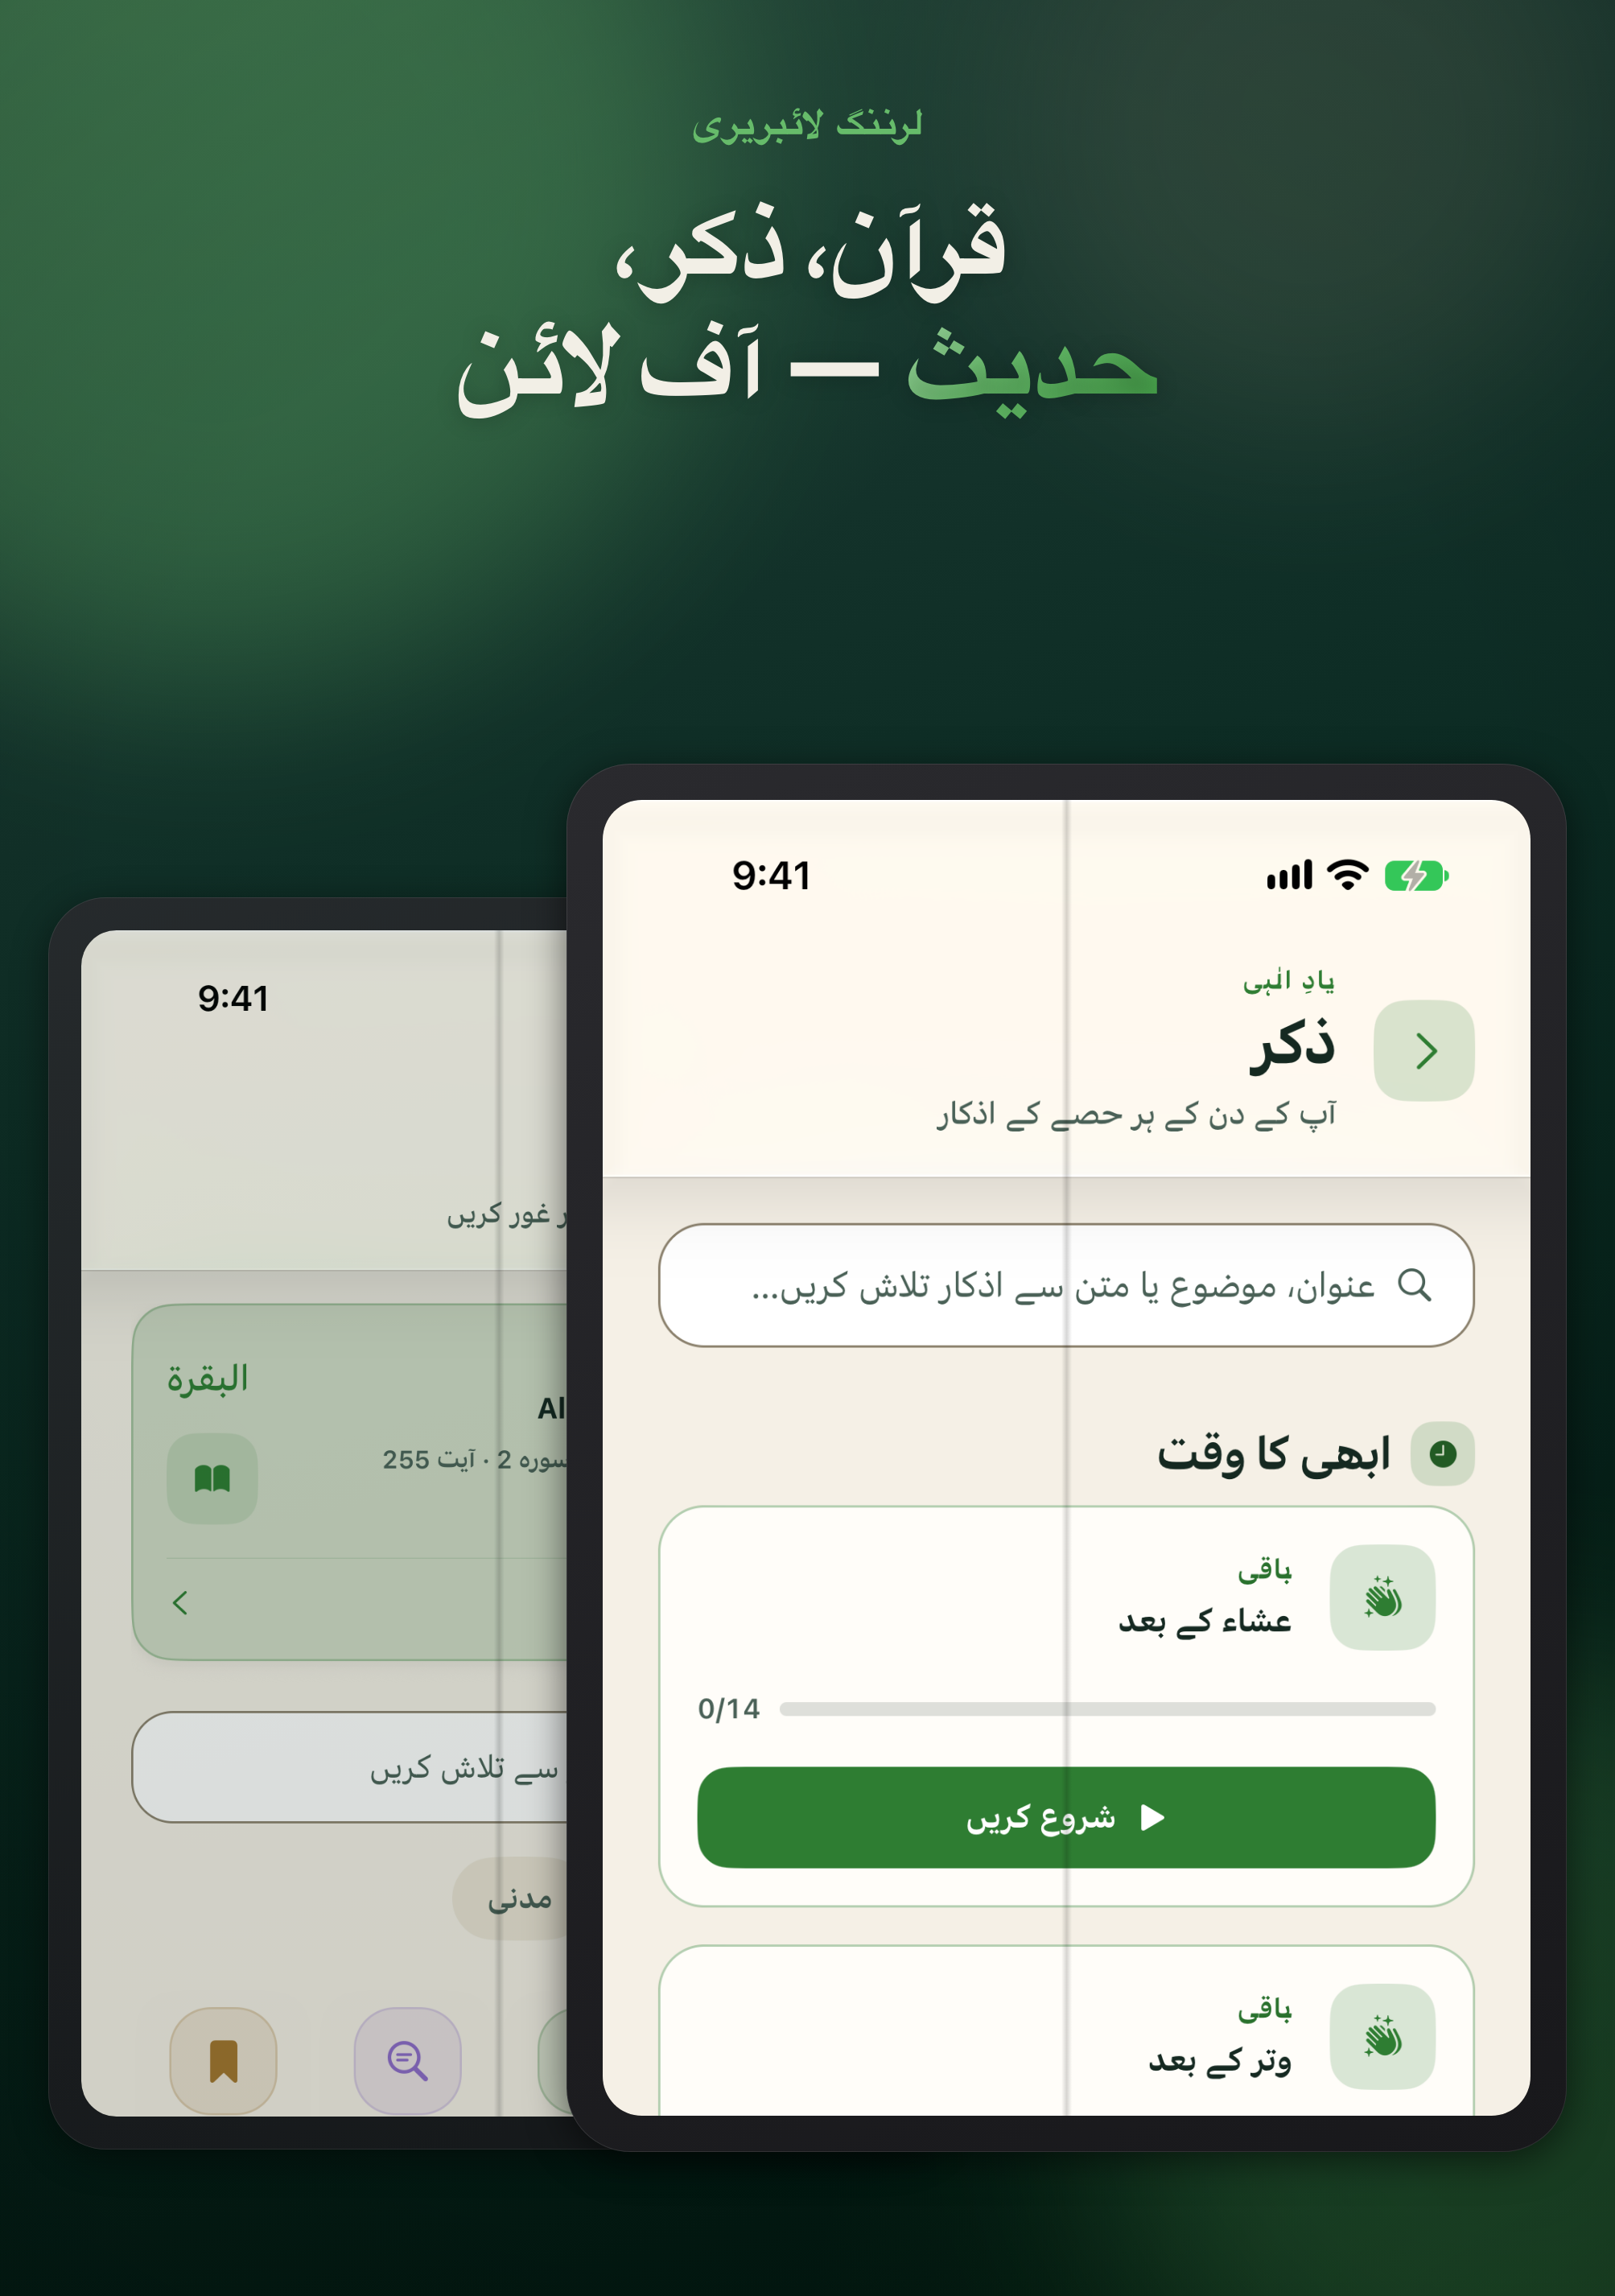 لرننگ لائبریری
قرآن، ذکر،
حدیث — آف لائن
9:41
یادِ الٰہی
ذکر
آپ کے دن کے ہر حصے کے اذکار
عنوان، موضوع یا متن سے اذکار تلاش کریں...
ابھی کا وقت
باقی
عشاء کے بعد
0/14
شروع کریں
باقی
وتر کے بعد
9:41
غور کریں
البقرة
سورہ 2 · آیت 255
سے تلاش کریں
مدنی